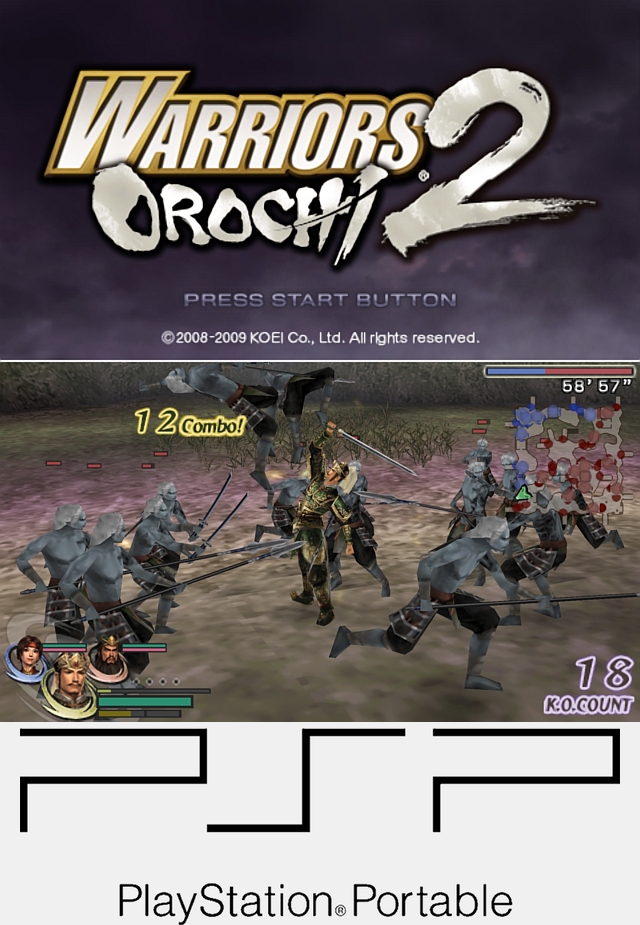 WARRIORS
OROCHI 2
®
PRESS START BUTTON
©2008-2009 KOEI Co., Ltd. All rights reserved.
58'57"
12 Combo!
18
K.O.COUNT
PSP
PlayStation®Portable